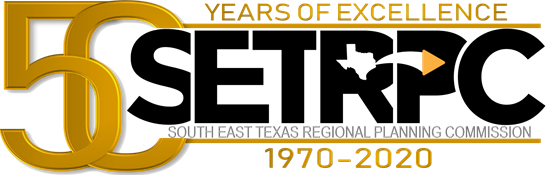 50
YEARS OF EXCELLENCE
SETRPC
SOUTH EAST TEXAS REGIONAL PLANNING COMMISSION
1970-2020